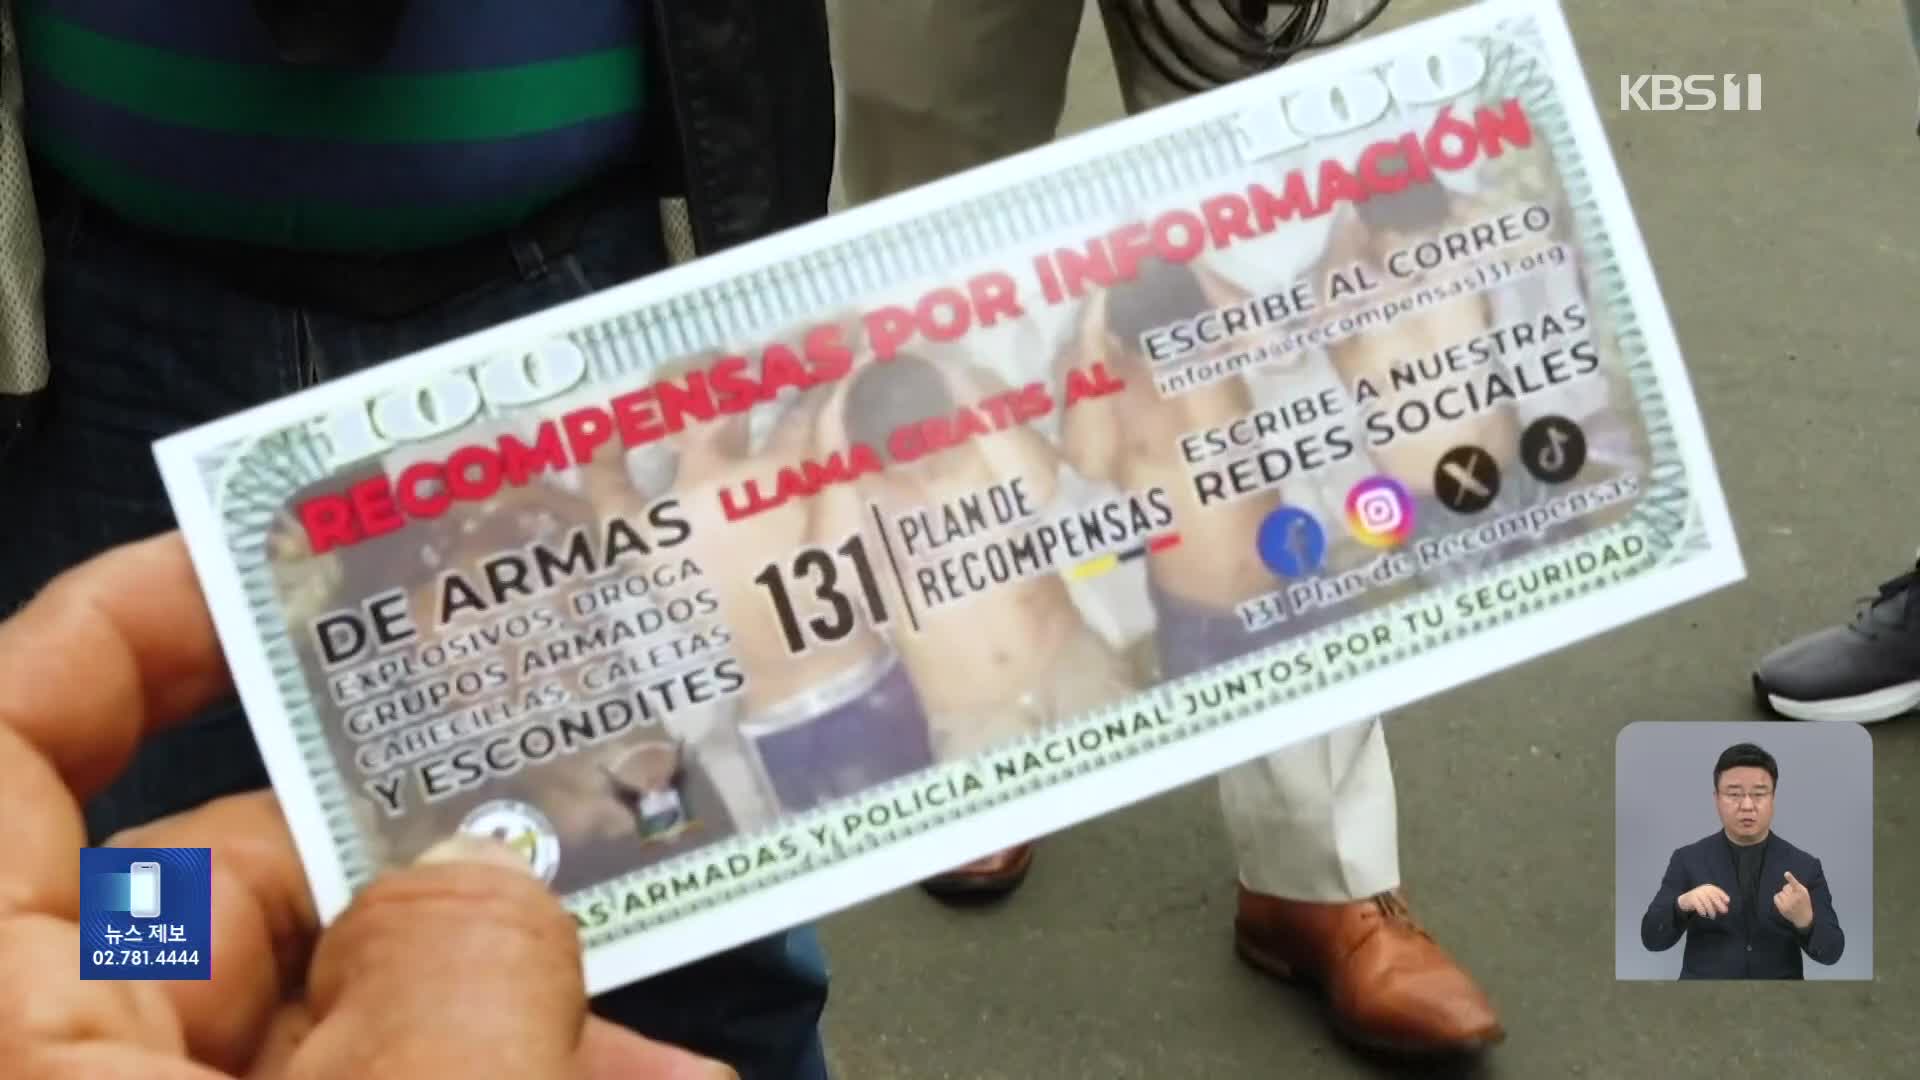 KBS 1
100
100
RECOMPENSAS POR INFORMACIÓN
DE ARMAS
EXPLOSIVOS, DROGA
GRUPOS ARMADOS
CABECILLAS, CALETAS
Y ESCONDITES
LLAMA GRATIS AL
131
PLAN DE
RECOMPENSAS
ESCRIBE AL CORREO
informa@recompensas131.org
ESCRIBE A NUESTRAS
REDES SOCIALES
131 Plan de Recompensas
AS ARMADAS Y POLICÍA NACIONAL JUNTOS POR TU SEGURIDAD
뉴스 제보
02.781.4444